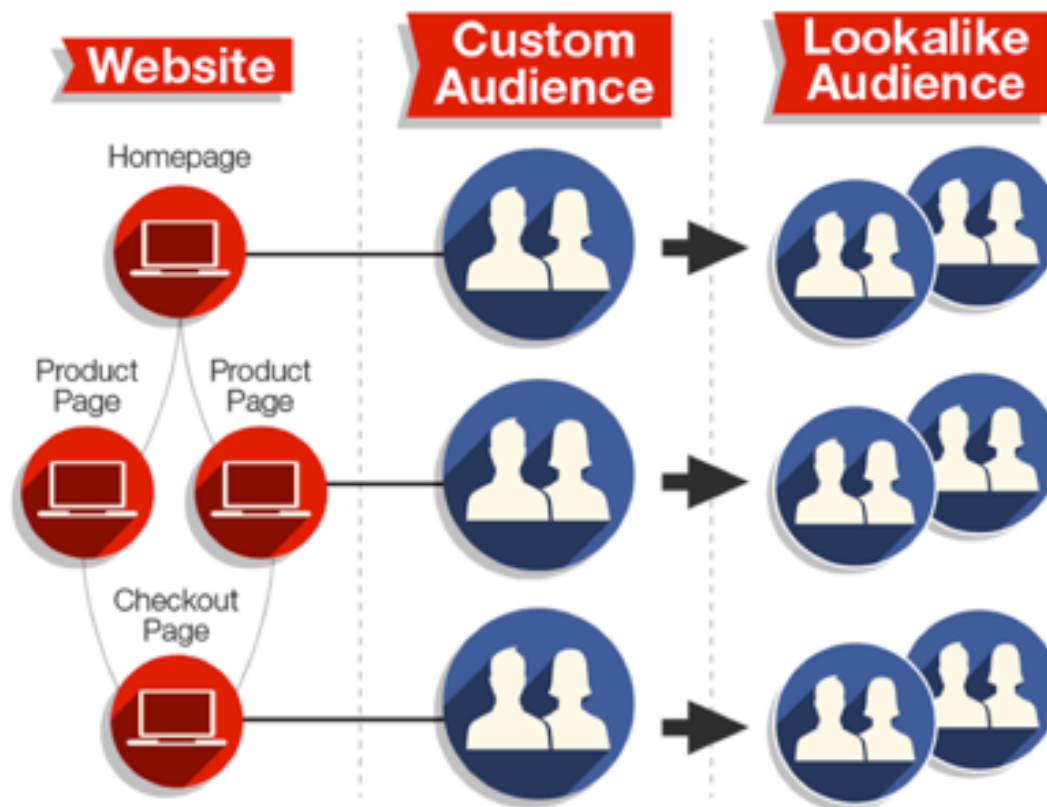 Website
Custom
Audience
Lookalike
Audience
Homepage
Product
Page
Product
Page
Checkout
Page